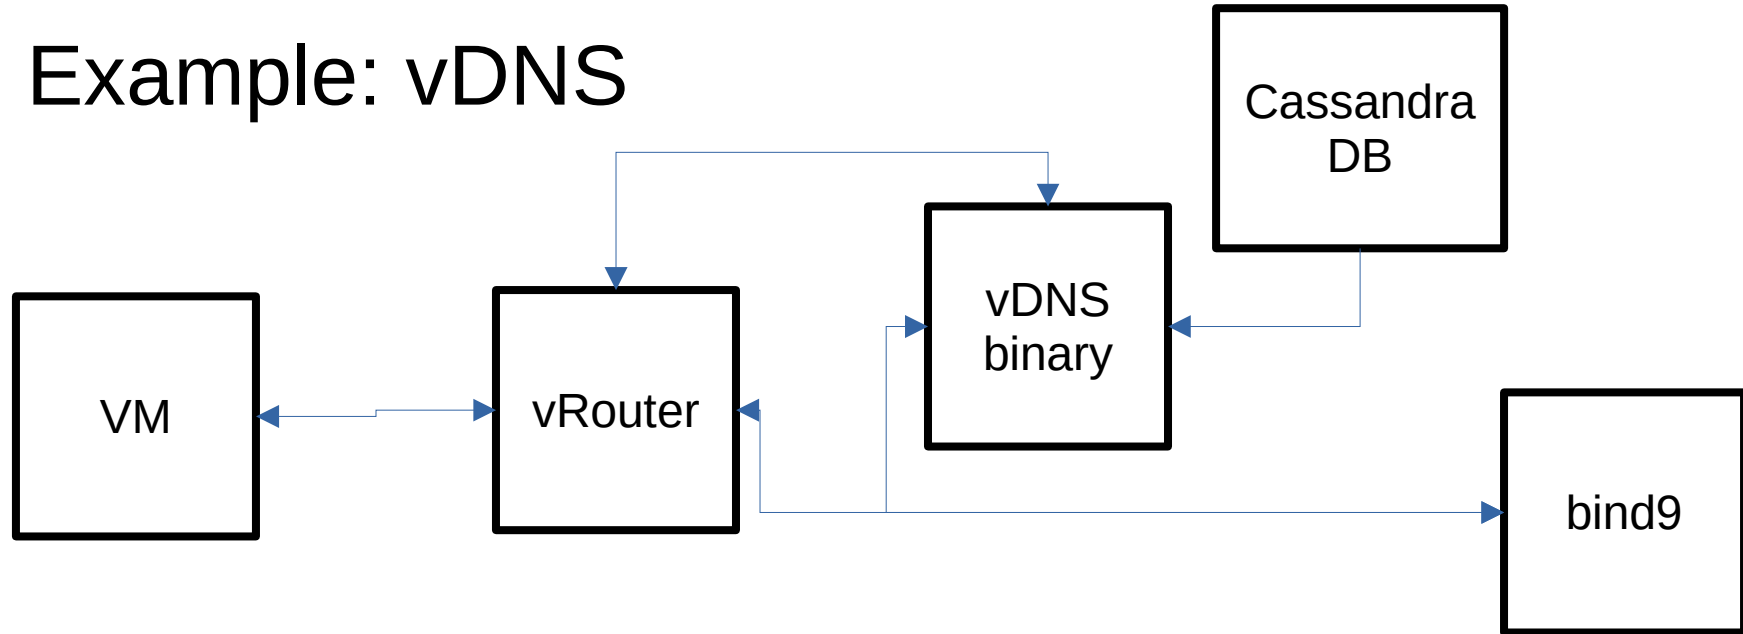 Example: vDNS
Cassandra
DB
vDNS
binary
VM
vRouter
bind9